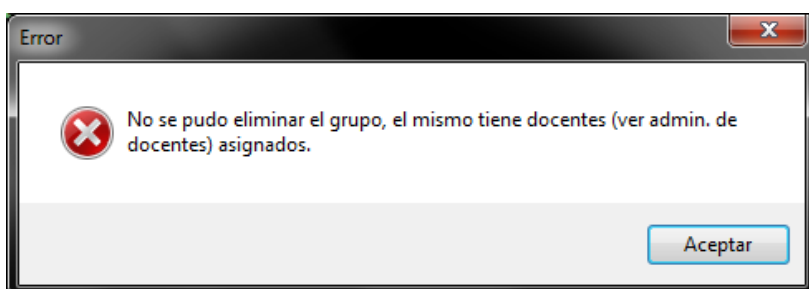 Error
No se pudo eliminar el grupo, el mismo tiene docentes (ver admin. de
docentes) asignados.
Aceptar